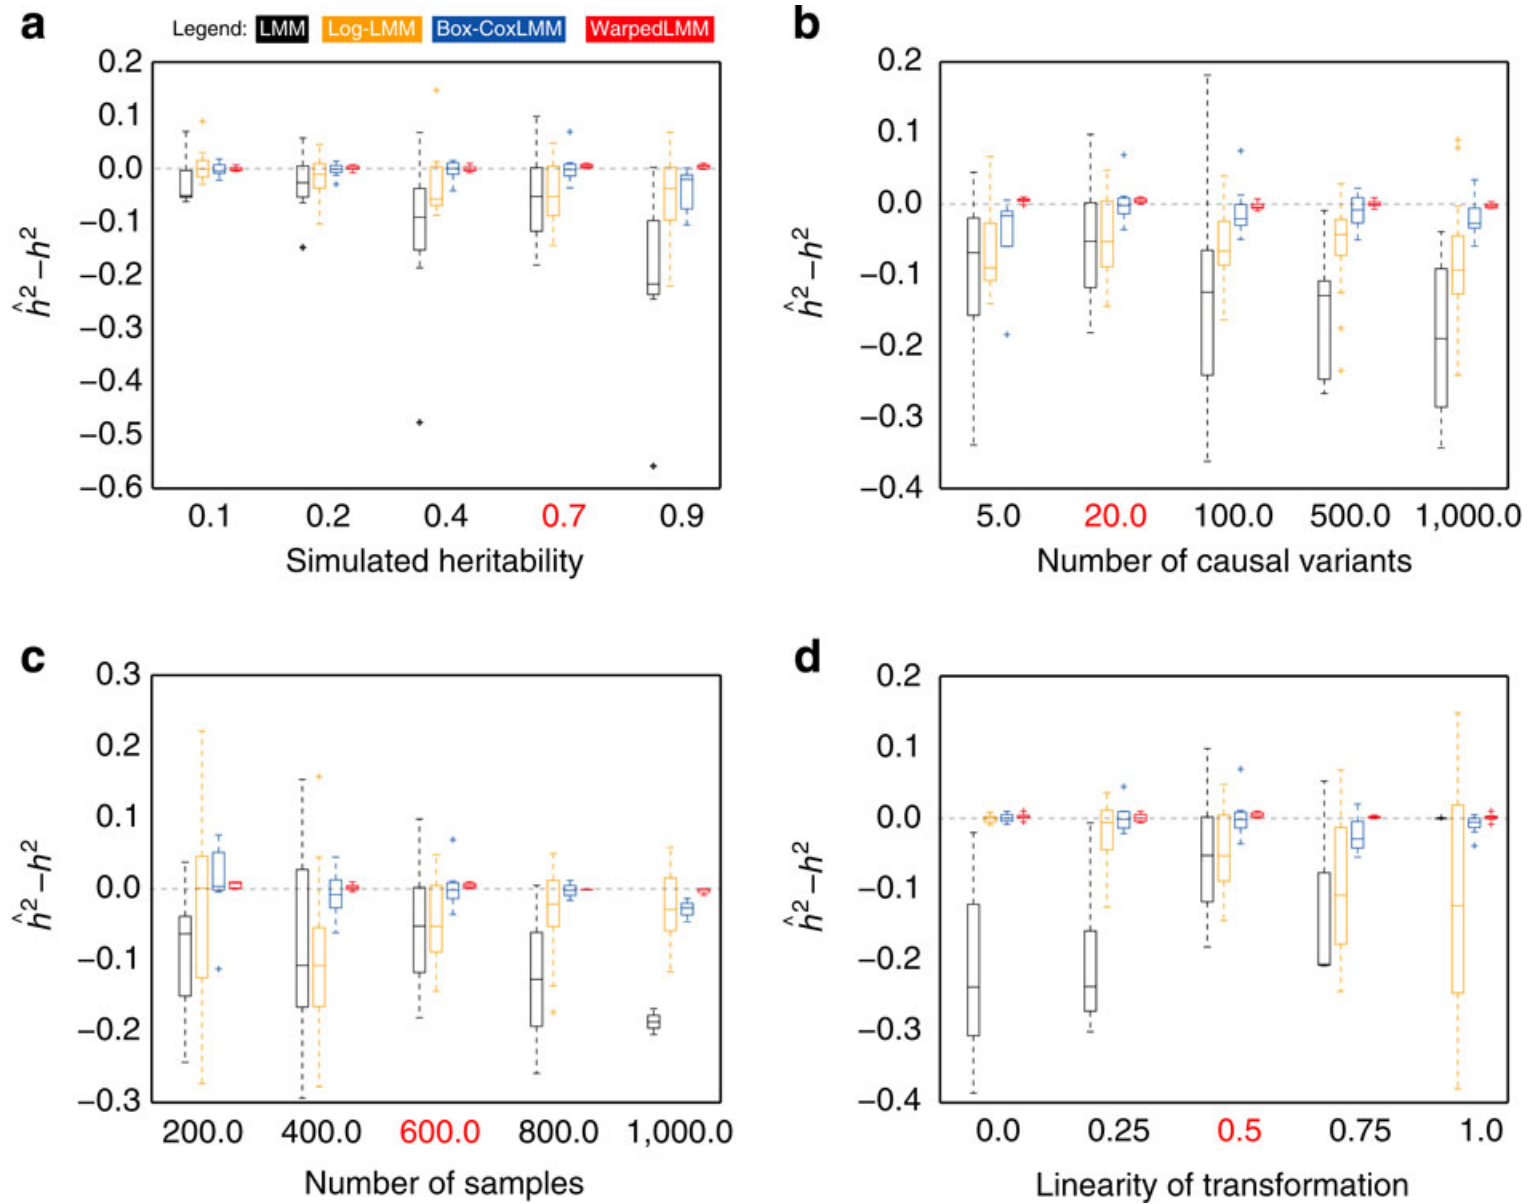 a
Legend: LMM Log-LMM Box-CoxLMM WarpedLMM
0.2
0.1
0.0
−0.1
−0.2
−0.3
−0.4
−0.5
−0.6
ĥ²−h²
0.1 0.2 0.4 0.7 0.9
Simulated heritability
b
0.2
0.1
0.0
−0.1
−0.2
−0.3
−0.4
ĥ²−h²
5.0 20.0 100.0 500.0 1,000.0
Number of causal variants
c
0.3
0.2
0.1
0.0
−0.1
−0.2
−0.3
ĥ²−h²
200.0 400.0 600.0 800.0 1,000.0
Number of samples
d
0.2
0.1
0.0
−0.1
−0.2
−0.3
−0.4
ĥ²−h²
0.0 0.25 0.5 0.75 1.0
Linearity of transformation